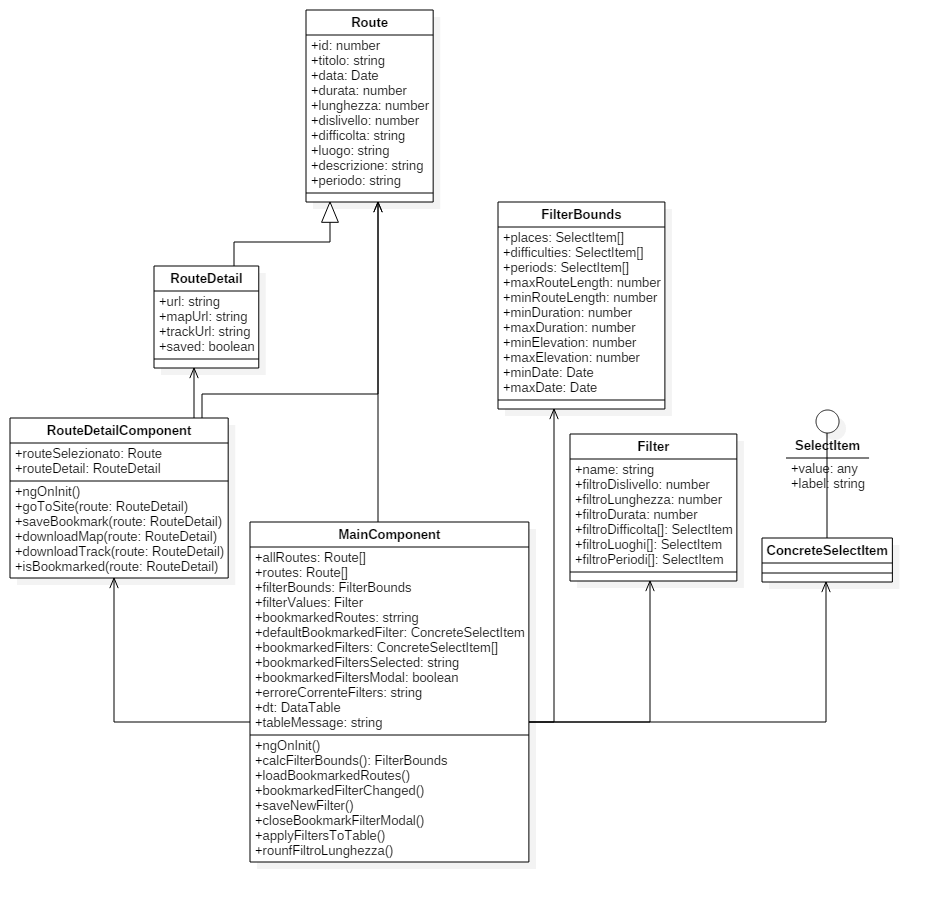 Route
+id: number
+titolo: string
+data: Date
+durata: number
+lunghezza: number
+dislivello: number
+difficolta: string
+luogo: string
+descrizione: string
+periodo: string
FilterBounds
+places: SelectItem[]
+difficulties: SelectItem[]
+periods: SelectItem[]
+maxRouteLength: number
+minRouteLength: number
+minDuration: number
+maxDuration: number
+minElevation: number
+maxElevation: number
+minDate: Date
+maxDate: Date
RouteDetail
+url: string
+mapUrl: string
+trackUrl: string
+saved: boolean
RouteDetailComponent
+routeSelezionato: Route
+routeDetail: RouteDetail
+ngOnInit()
+goToSite(route: RouteDetail)
+saveBookmark(route: RouteDetail)
+downloadMap(route: RouteDetail)
+downloadTrack(route: RouteDetail)
+isBookmarked(route: RouteDetail)
Filter
+name: string
+filtroDislivello: number
+filtroLunghezza: number
+filtroDurata: number
+filtroDifficolta[]: SelectItem
+filtroLuoghi[]: SelectItem
+filtroPeriodi[]: SelectItem
SelectItem
+value: any
+label: string
ConcreteSelectItem
MainComponent
+allRoutes: Route[]
+routes: Route[]
+filterBounds: FilterBounds
+filterValues: Filter
+bookmarkedRoutes: strring
+defaultBookmarkedFilter: ConcreteSelectItem
+bookmarkedFilters: ConcreteSelectItem[]
+bookmarkedFiltersSelected: string
+bookmarkedFiltersModal: boolean
+erroreCorrenteFilters: string
+dt: DataTable
+tableMessage: string
+ngOnInit()
+calcFilterBounds(): FilterBounds
+loadBookmarkedRoutes()
+bookmarkedFilterChanged()
+saveNewFilter()
+closeBookmarkFilterModal()
+applyFiltersToTable()
+rounfFiltroLunghezza()